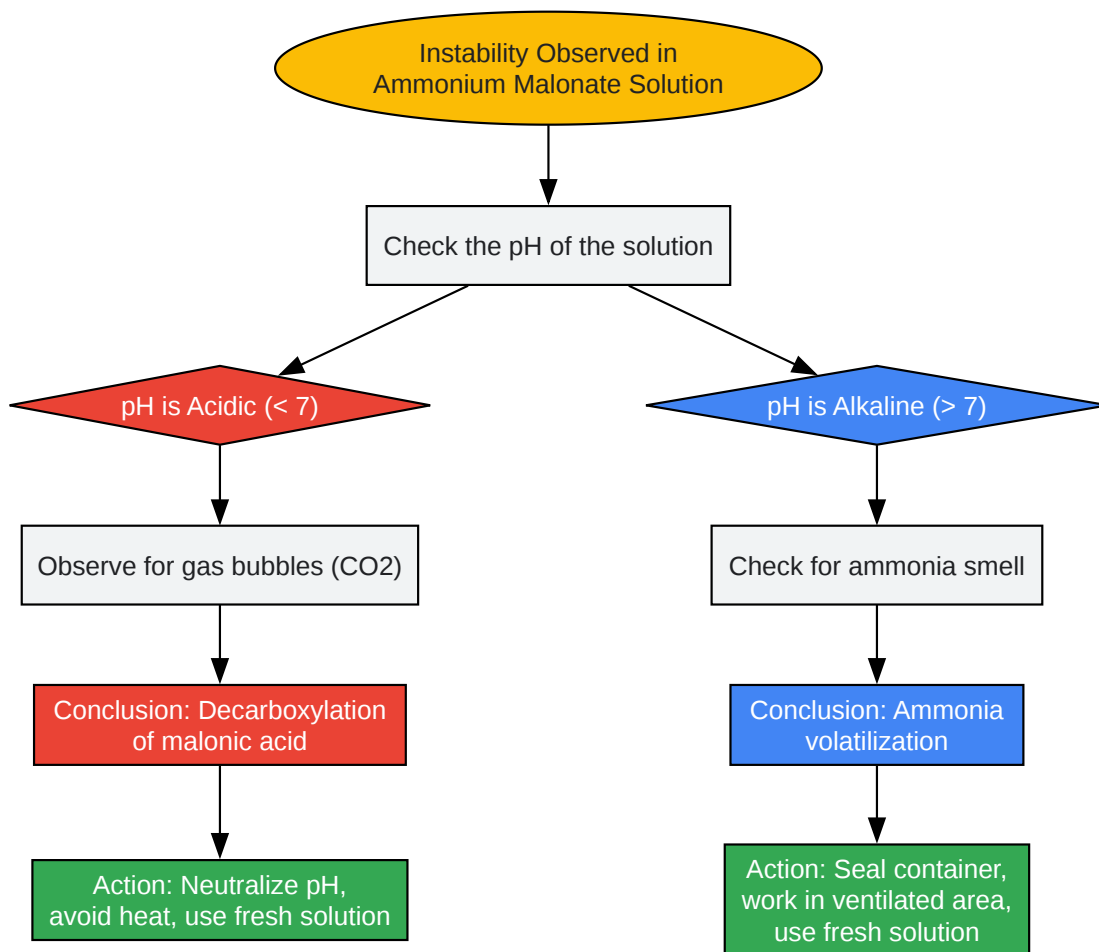 Instability Observed in
Ammonium Malonate Solution
Check the pH of the solution
pH is Acidic (< 7)
pH is Alkaline (> 7)
Observe for gas bubbles (CO2)
Check for ammonia smell
Conclusion: Decarboxylation
of malonic acid
Conclusion: Ammonia
volatilization
Action: Neutralize pH,
avoid heat, use fresh solution
Action: Seal container,
work in ventilated area,
use fresh solution